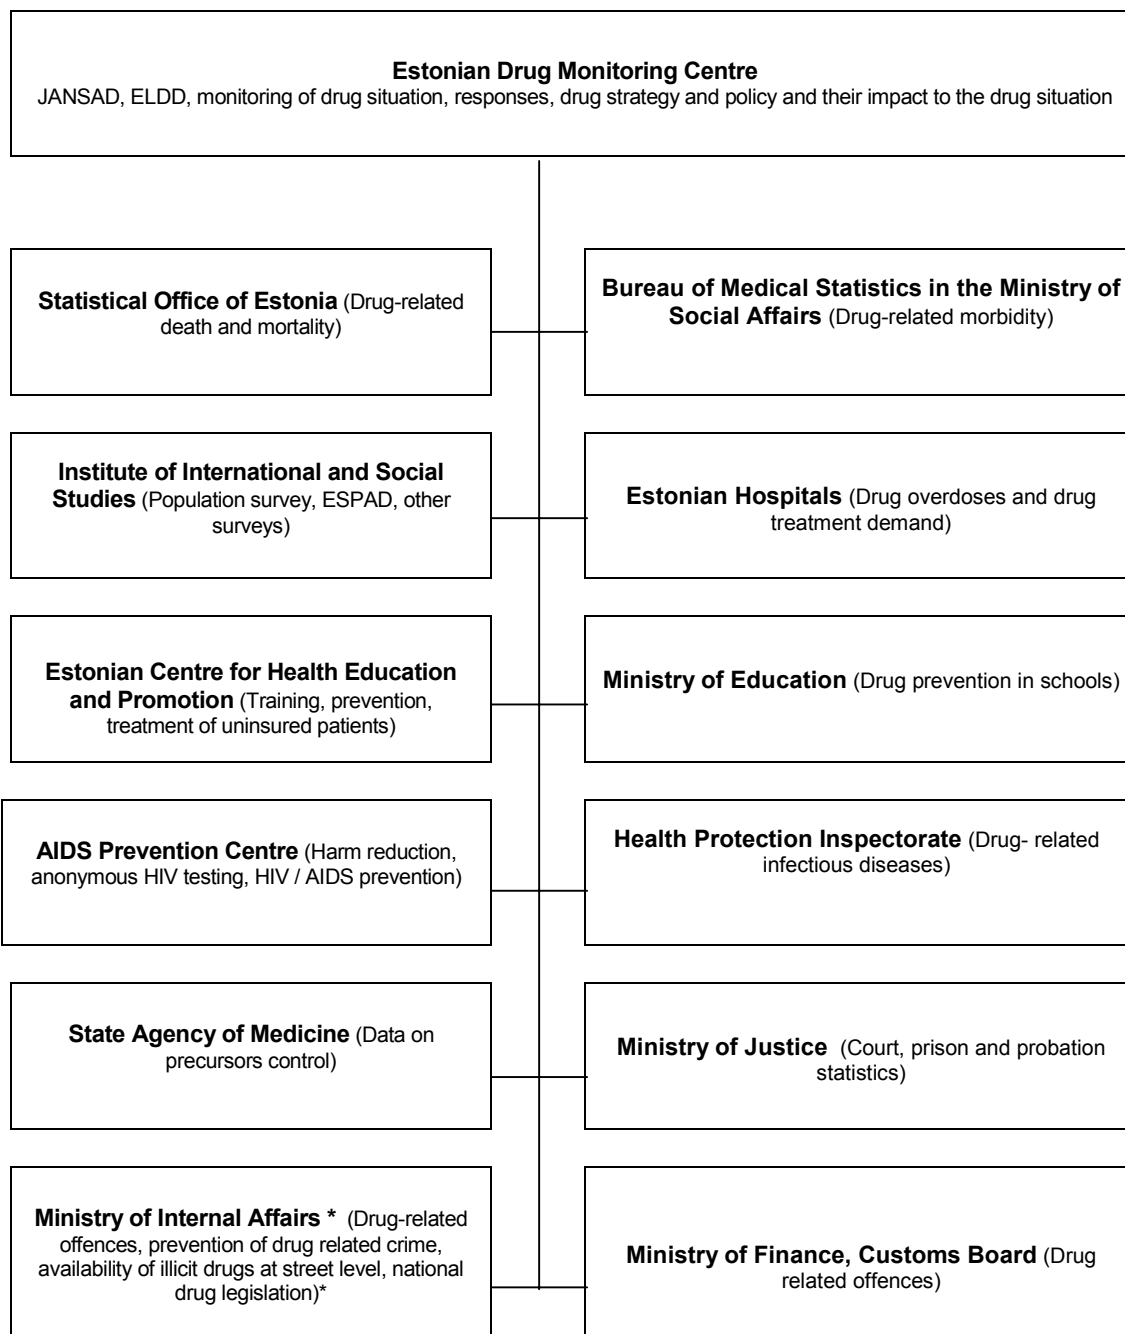 Estonian Drug Monitoring Centre
JANSAD, ELDD, monitoring of drug situation, responses, drug strategy and policy and their impact to the drug situation
Statistical Office of Estonia (Drug-related
death and mortality)
Bureau of Medical Statistics in the Ministry of
Social Affairs (Drug-related morbidity)
Institute of International and Social
Studies (Population survey, ESPAD, other
surveys)
Estonian Hospitals (Drug overdoses and drug
treatment demand)
Estonian Centre for Health Education
and Promotion (Training, prevention,
treatment of uninsured patients)
Ministry of Education (Drug prevention in schools)
AIDS Prevention Centre (Harm reduction,
anonymous HIV testing, HIV / AIDS prevention)
Health Protection Inspectorate (Drug- related
infectious diseases)
State Agency of Medicine (Data on
precursors control)
Ministry of Justice (Court, prison and probation
statistics)
Ministry of Internal Affairs * (Drug-related
offences, prevention of drug related crime,
availability of illicit drugs at street level, national
drug legislation)*
Ministry of Finance, Customs Board (Drug
related offences)